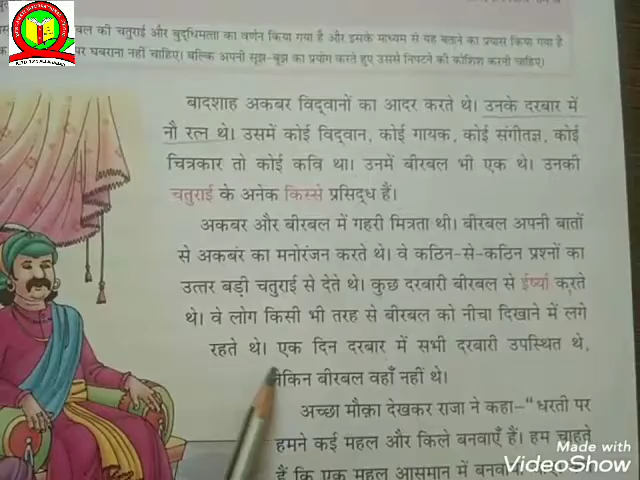 बल की चतुराई और बुद्धिमत्ता का वर्णन किया गया है और इसके माध्यम से यह बताने का प्रयास किया गया है
पर घबराना नहीं चाहिए। बल्कि अपनी सूझ-बूझ का प्रयोग करते हुए उससे निपटने की कोशिश करनी चाहिए।
बादशाह अकबर विद्वानों का आदर करते थे। उनके दरबार में
नौ रत्न थे। उसमें कोई विद्वान, कोई गायक, कोई संगीतज्ञ, कोई
चित्रकार तो कोई कवि था। उनमें बीरबल भी एक थे। उनकी
चतुराई के अनेक किस्से प्रसिद्ध हैं।
अकबर और बीरबल में गहरी मित्रता थी। बीरबल अपनी बातों
से अकबर का मनोरंजन करते थे। वे कठिन-से-कठिन प्रश्नों का
उत्तर बड़ी चतुराई से देते थे। कुछ दरबारी बीरबल से ईर्ष्या करते
थे। वे लोग किसी भी तरह से बीरबल को नीचा दिखाने में लगे
रहते थे। एक दिन दरबार में सभी दरबारी उपस्थित थे,
लेकिन बीरबल वहाँ नहीं थे।
अच्छा मौक़ा देखकर राजा ने कहा–"धरती पर
हमने कई महल और किले बनवाएँ हैं। हम चाहते
हैं कि एक महल आसमान में
Made with
VideoShow